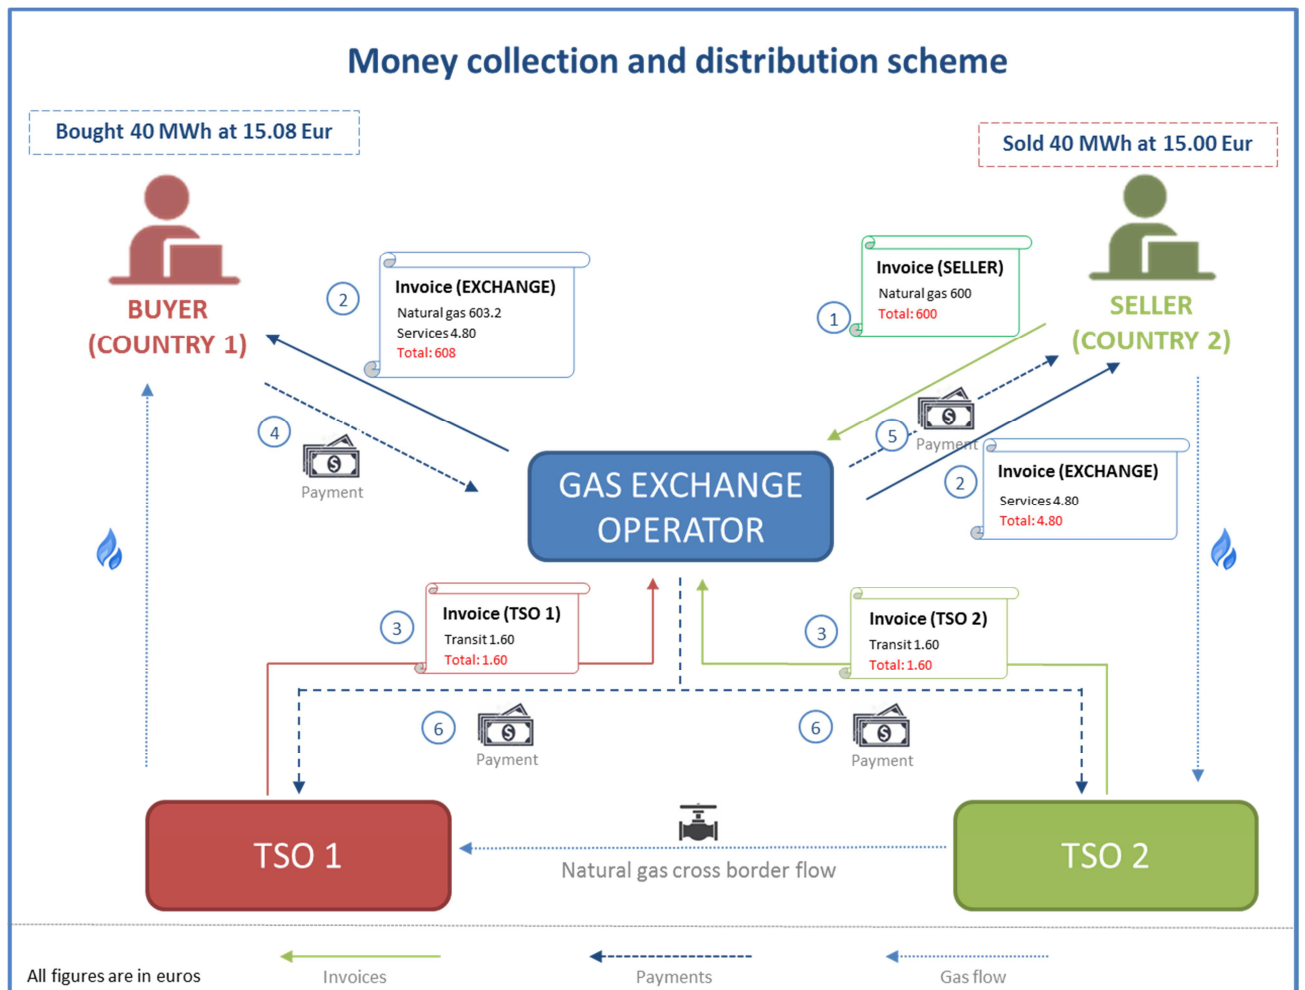 Money collection and distribution scheme
Bought 40 MWh at 15.08 Eur
Sold 40 MWh at 15.00 Eur
BUYER
(COUNTRY 1)
2
Invoice (EXCHANGE)
Natural gas 603.2
Services 4.80
Total: 608
1
Invoice (SELLER)
Natural gas 600
Total: 600
SELLER
(COUNTRY 2)
4
Payment
5
Payment
2
Invoice (EXCHANGE)
Services 4.80
Total: 4.80
GAS EXCHANGE
OPERATOR
3
Invoice (TSO 1)
Transit 1.60
Total: 1.60
3
Invoice (TSO 2)
Transit 1.60
Total: 1.60
6
Payment
6
Payment
TSO 1
Natural gas cross border flow
TSO 2
All figures are in euros
Invoices
Payments
Gas flow